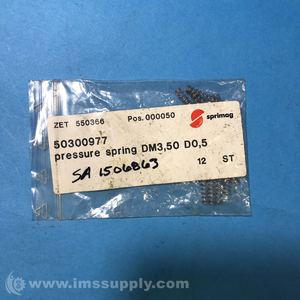 ZET 550366 Pos.000050
sprimag
50300977
pressure spring DM3,50 D0,5
SA 1506863
12 ST
© www.imssupply.com